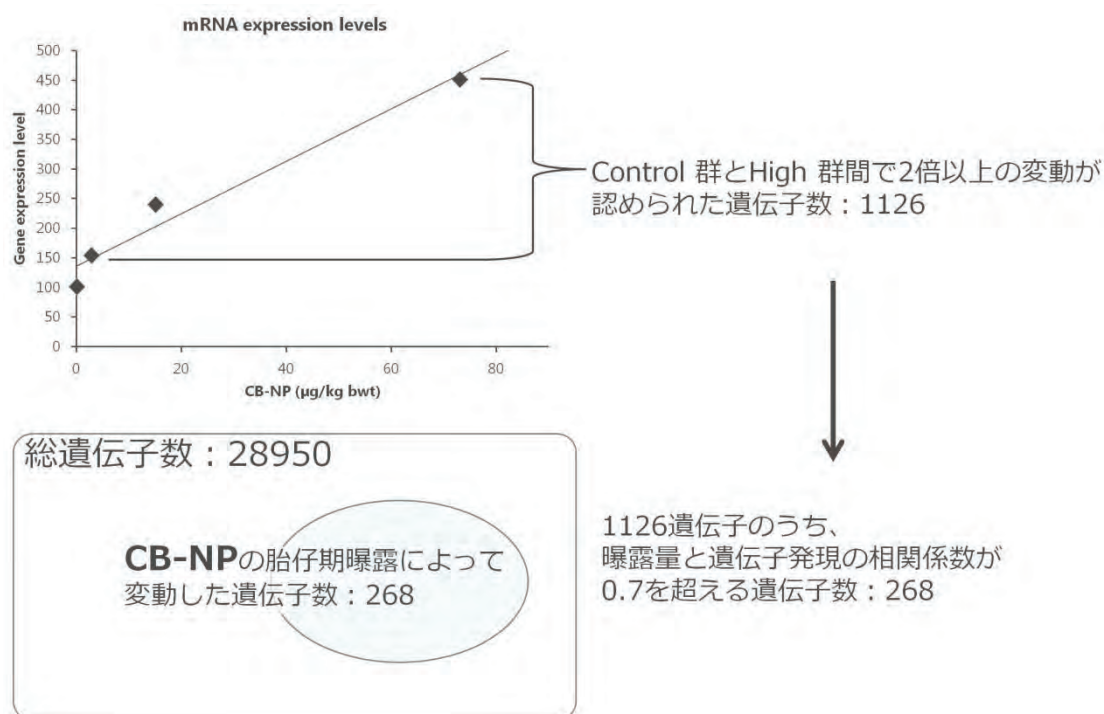 mRNA expression levels
500
450
400
350
300
250
200
150
100
50
0
Gene expression level
0
20
40
60
80
CB-NP (µg/kg bwt)
Control 群とHigh 群間で2倍以上の変動が
認められた遺伝子数：1126
総遺伝子数：28950
CB-NPの胎仔期曝露によって
変動した遺伝子数：268
1126遺伝子のうち、
曝露量と遺伝子発現の相関係数が
0.7を超える遺伝子数：268